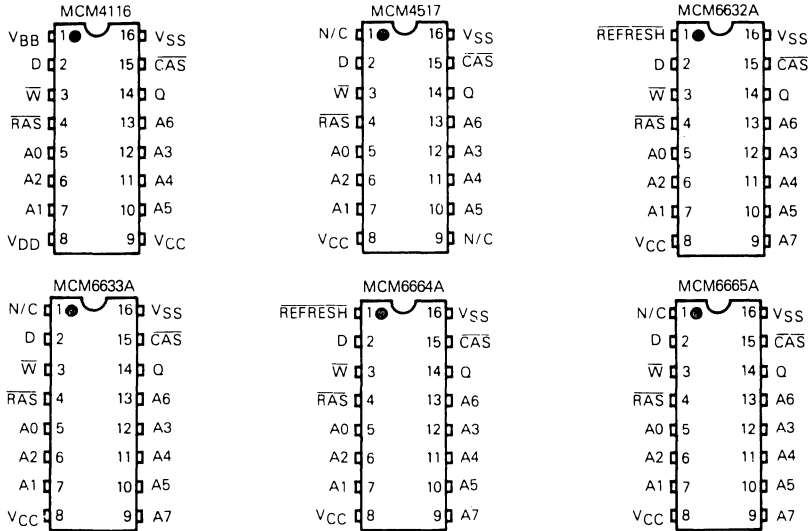 MCM4116
VBB 1 16 VSS
D 2 15 CAS
W 3 14 Q
RAS 4 13 A6
A0 5 12 A3
A2 6 11 A4
A1 7 10 A5
VDD 8 9 VCC
MCM4517
N/C 1 16 VSS
D 2 15 CAS
W 3 14 Q
RAS 4 13 A6
A0 5 12 A3
A2 6 11 A4
A1 7 10 A5
VCC 8 9 N/C
MCM6632A
REFRESH 1 16 VSS
D 2 15 CAS
W 3 14 Q
RAS 4 13 A6
A0 5 12 A3
A2 6 11 A4
A1 7 10 A5
VCC 8 9 A7
MCM6633A
N/C 1 16 VSS
D 2 15 CAS
W 3 14 Q
RAS 4 13 A6
A0 5 12 A3
A2 6 11 A4
A1 7 10 A5
VCC 8 9 A7
MCM6664A
REFRESH 1 16 VSS
D 2 15 CAS
W 3 14 Q
RAS 4 13 A6
A0 5 12 A3
A2 6 11 A4
A1 7 10 A5
VCC 8 9 A7
MCM6665A
N/C 1 16 VSS
D 2 15 CAS
W 3 14 Q
RAS 4 13 A6
A0 5 12 A3
A2 6 11 A4
A1 7 10 A5
VCC 8 9 A7